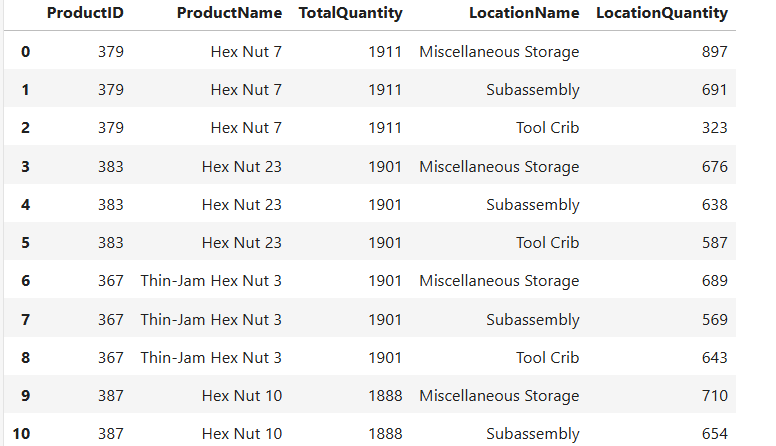 ProductID ProductName TotalQuantity LocationName LocationQuantity
0 379 Hex Nut 7 1911 Miscellaneous Storage 897
1 379 Hex Nut 7 1911 Subassembly 691
2 379 Hex Nut 7 1911 Tool Crib 323
3 383 Hex Nut 23 1901 Miscellaneous Storage 676
4 383 Hex Nut 23 1901 Subassembly 638
5 383 Hex Nut 23 1901 Tool Crib 587
6 367 Thin-Jam Hex Nut 3 1901 Miscellaneous Storage 689
7 367 Thin-Jam Hex Nut 3 1901 Subassembly 569
8 367 Thin-Jam Hex Nut 3 1901 Tool Crib 643
9 387 Hex Nut 10 1888 Miscellaneous Storage 710
10 387 Hex Nut 10 1888 Subassembly 654